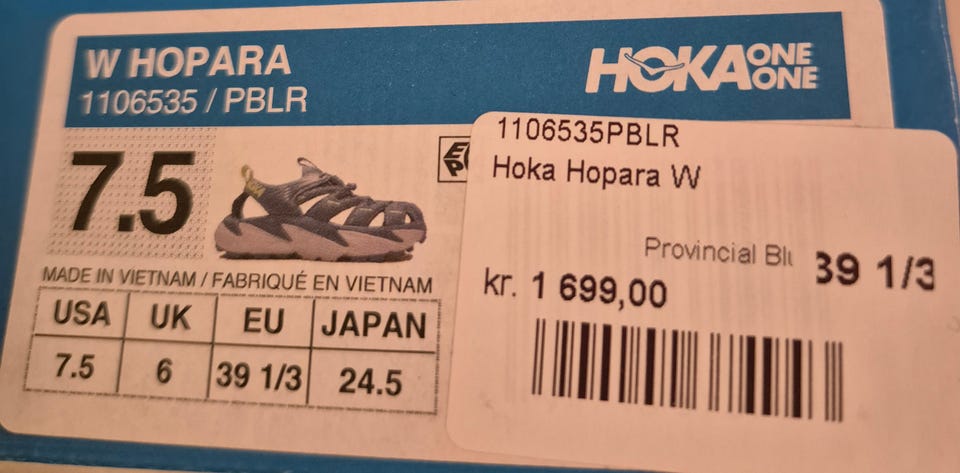 W HOPARA
1106535 / PBLR
HOKA ONE ONE
7.5
MADE IN VIETNAM / FABRIQUÉ EN VIETNAM
USA UK EU JAPAN
7.5 6 39 1/3 24.5
1106535PBLR
Hoka Hopara W
Provincial
39 1/3
kr. 1 699,00